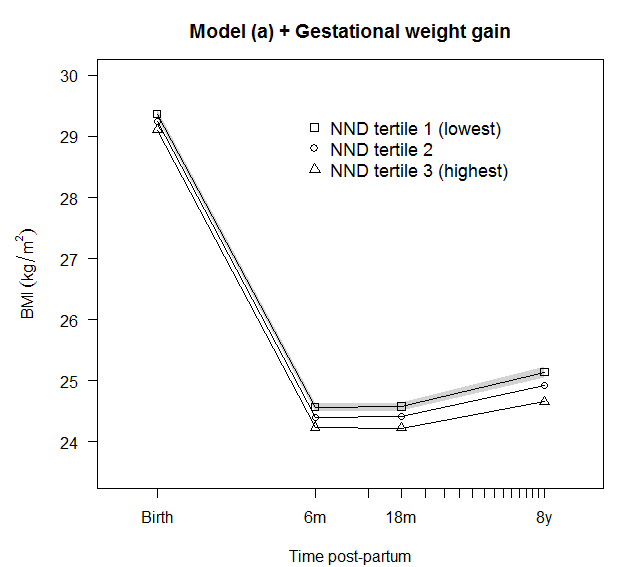 Model (a) + Gestational weight gain
30
29
28
27
26
25
24
BMI (kg/m²)
NND tertile 1 (lowest)
NND tertile 2
NND tertile 3 (highest)
Birth
6m
18m
8y
Time post-partum